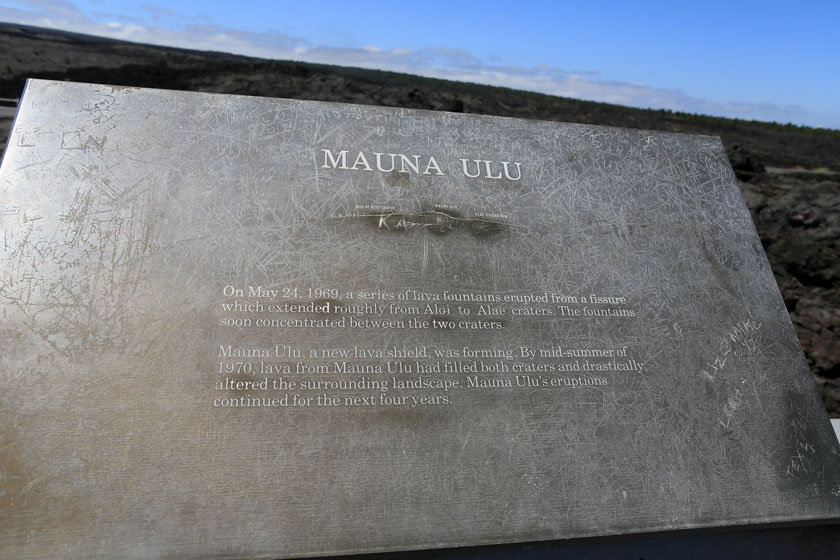 MAUNA ULU
MAUNA ULU
On May 24, 1969, a series of lava fountains erupted from a fissure
which extended roughly from Aloi to Alae craters. The fountains
soon concentrated between the two craters.
Mauna Ulu, a new lava shield, was forming. By mid-summer of
1970, lava from Mauna Ulu had filled both craters and drastically
altered the surrounding landscape. Mauna Ulu's eruptions
continued for the next four years.